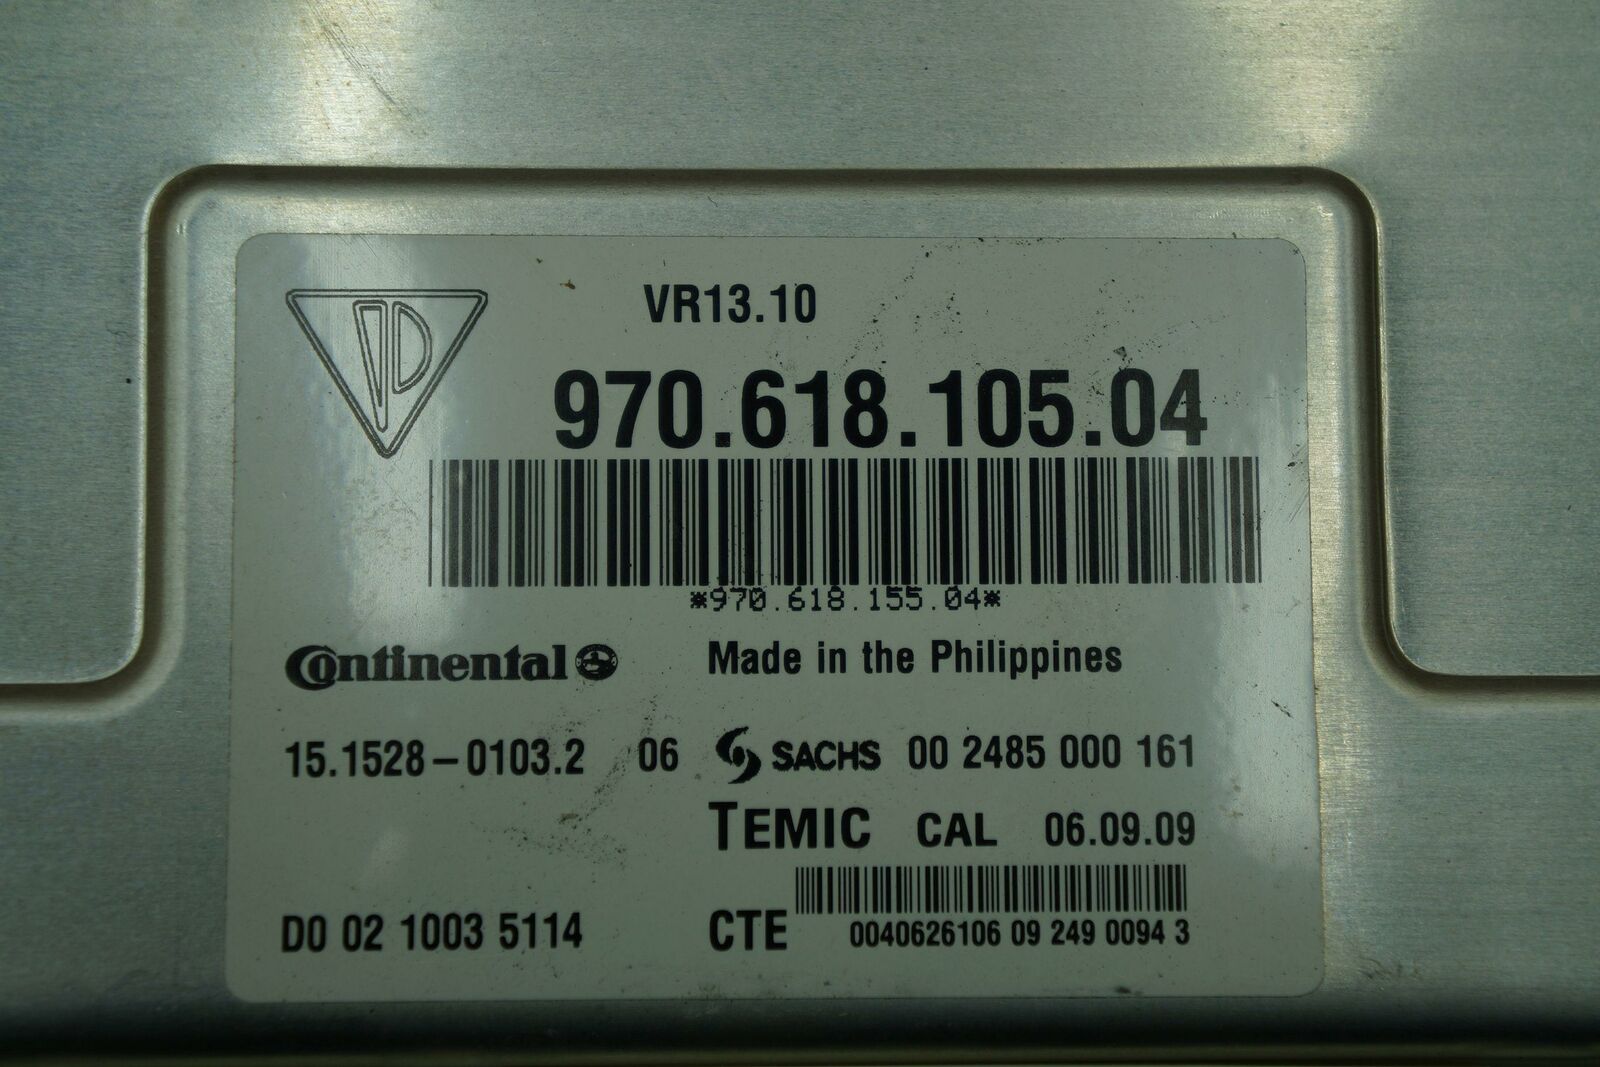 VR13.10
970.618.105.04
*970.618.155.04*
Continental Made in the Philippines
15.1528-0103.2 06 SACHS 00 2485 000 161
TEMIC CAL 06.09.09
D0 02 1003 5114 CTE 0040626106 09 249 0094 3